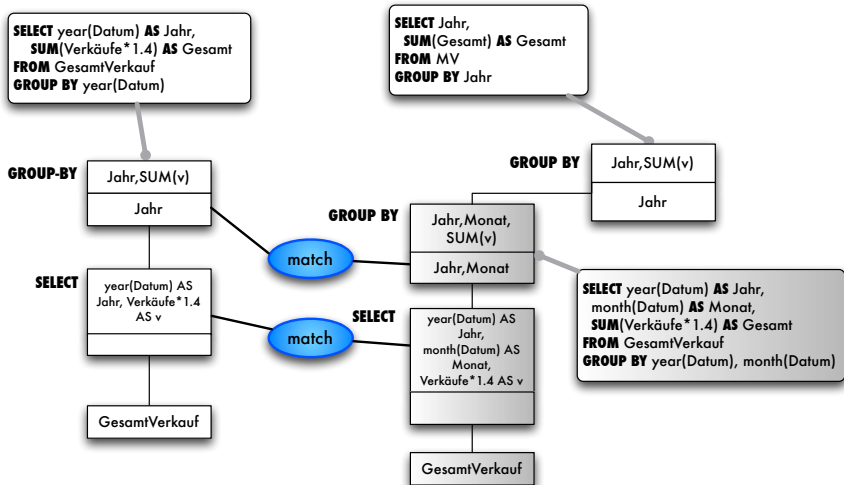 SELECT year(Datum) AS Jahr,
SUM(Verkäufe*1.4) AS Gesamt
FROM GesamtVerkauf
GROUP BY year(Datum)
SELECT Jahr,
SUM(Gesamt) AS Gesamt
FROM MV
GROUP BY Jahr
GROUP-BY
Jahr,SUM(v)
Jahr
GROUP BY
Jahr,SUM(v)
Jahr
GROUP BY
Jahr,Monat,
SUM(v)
Jahr,Monat
match
SELECT
year(Datum) AS
Jahr, Verkäufe*1.4
AS v
match
SELECT
year(Datum) AS
Jahr,
month(Datum) AS
Monat,
Verkäufe*1.4 AS v
SELECT year(Datum) AS Jahr,
month(Datum) AS Monat,
SUM(Verkäufe*1.4) AS Gesamt
FROM GesamtVerkauf
GROUP BY year(Datum), month(Datum)
GesamtVerkauf
GesamtVerkauf